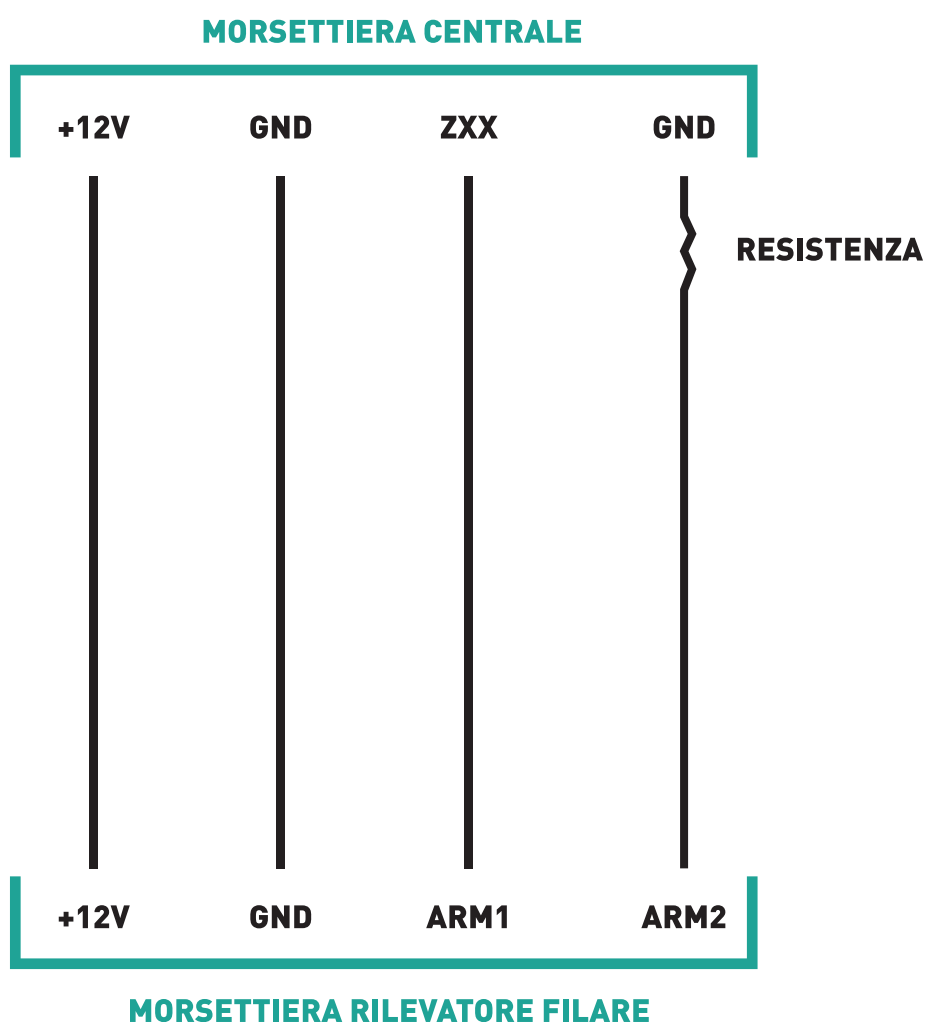 MORSETTIERA CENTRALE
+12V GND ZXX GND
RESISTENZA
+12V GND ARM1 ARM2
MORSETTIERA RILEVATORE FILARE